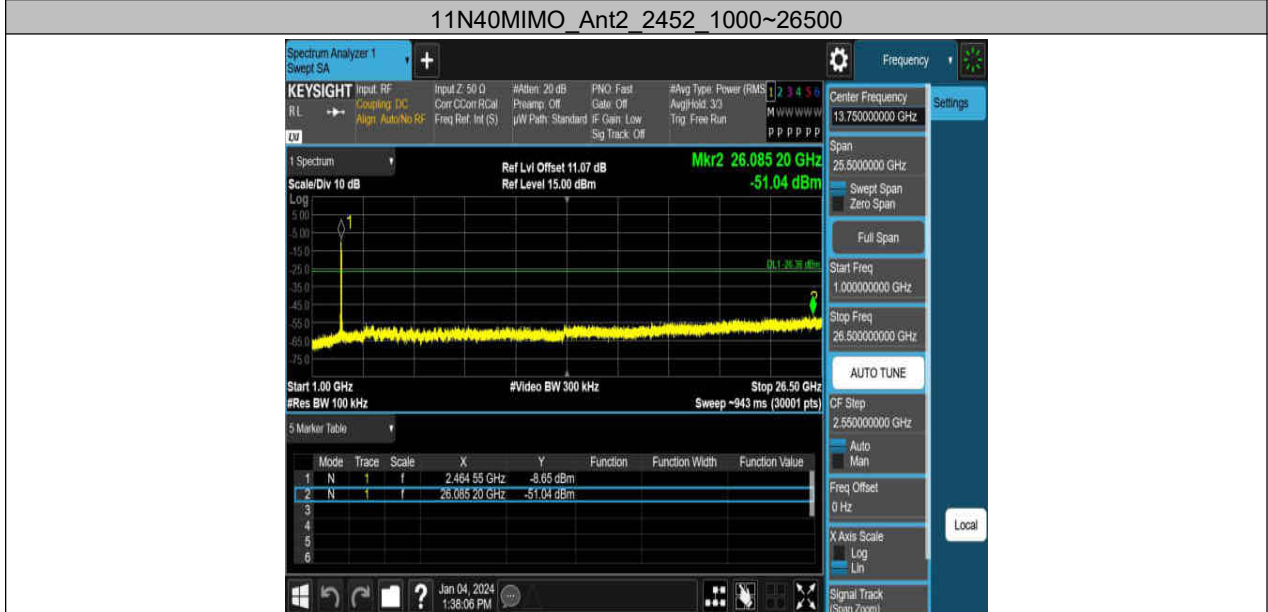 11N40MIMO_Ant2_2452_1000~26500
Spectrum Analyzer 1
Swept SA
+
Frequency
KEYSIGHT Input: RF Input Z: 50 Ω #Atten: 20 dB PNO: Fast #Avg Type: Power (RMS 1 2 3 4 5 6
RL Coupling: DC Corr CCorr RCal Preamp: Off Gate: Off Avg|Hold: 3/3 M W W W W W
Align: Auto/No RF Freq Ref: Int (S) µW Path: Standard IF Gain: Low Trig: Free Run
LXI Sig Track: Off P P P P P P
Center Frequency
13.750000000 GHz
Settings
1 Spectrum
Ref Lvl Offset 11.07 dB
Mkr2 26.085 20 GHz
Scale/Div 10 dB
Ref Level 15.00 dBm
-51.04 dBm
Span
25.5000000 GHz
Swept Span
Zero Span
Full Span
Log
5.00
-5.00
-15.0
-25.0
-35.0
-45.0
-55.0
-65.0
-75.0
1
DL1 -26.36 dBm
2
Start 1.00 GHz #Video BW 300 kHz Stop 26.50 GHz
#Res BW 100 kHz Sweep ~943 ms (30001 pts)
Start Freq
1.000000000 GHz
Stop Freq
26.500000000 GHz
AUTO TUNE
CF Step
2.550000000 GHz
Auto
Man
Freq Offset
0 Hz
X Axis Scale
Log
Lin
Signal Track
(Span Zoom)
Local
5 Marker Table
Mode Trace Scale X Y Function Function Width Function Value
1 N 1 f 2.464 55 GHz -8.65 dBm
2 N 1 f 26.085 20 GHz -51.04 dBm
3
4
5
6
? Jan 04, 2024
1:38:06 PM